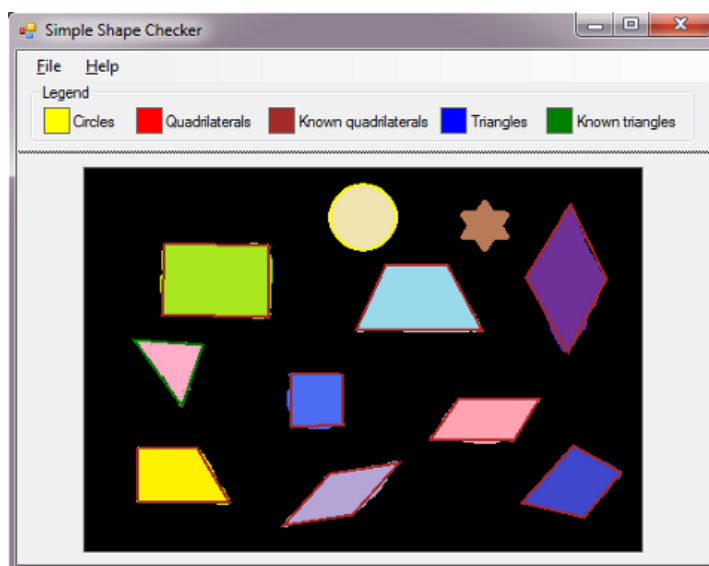 Simple Shape Checker
File Help
Legend
Circles Quadrilaterals Known quadrilaterals Triangles Known triangles